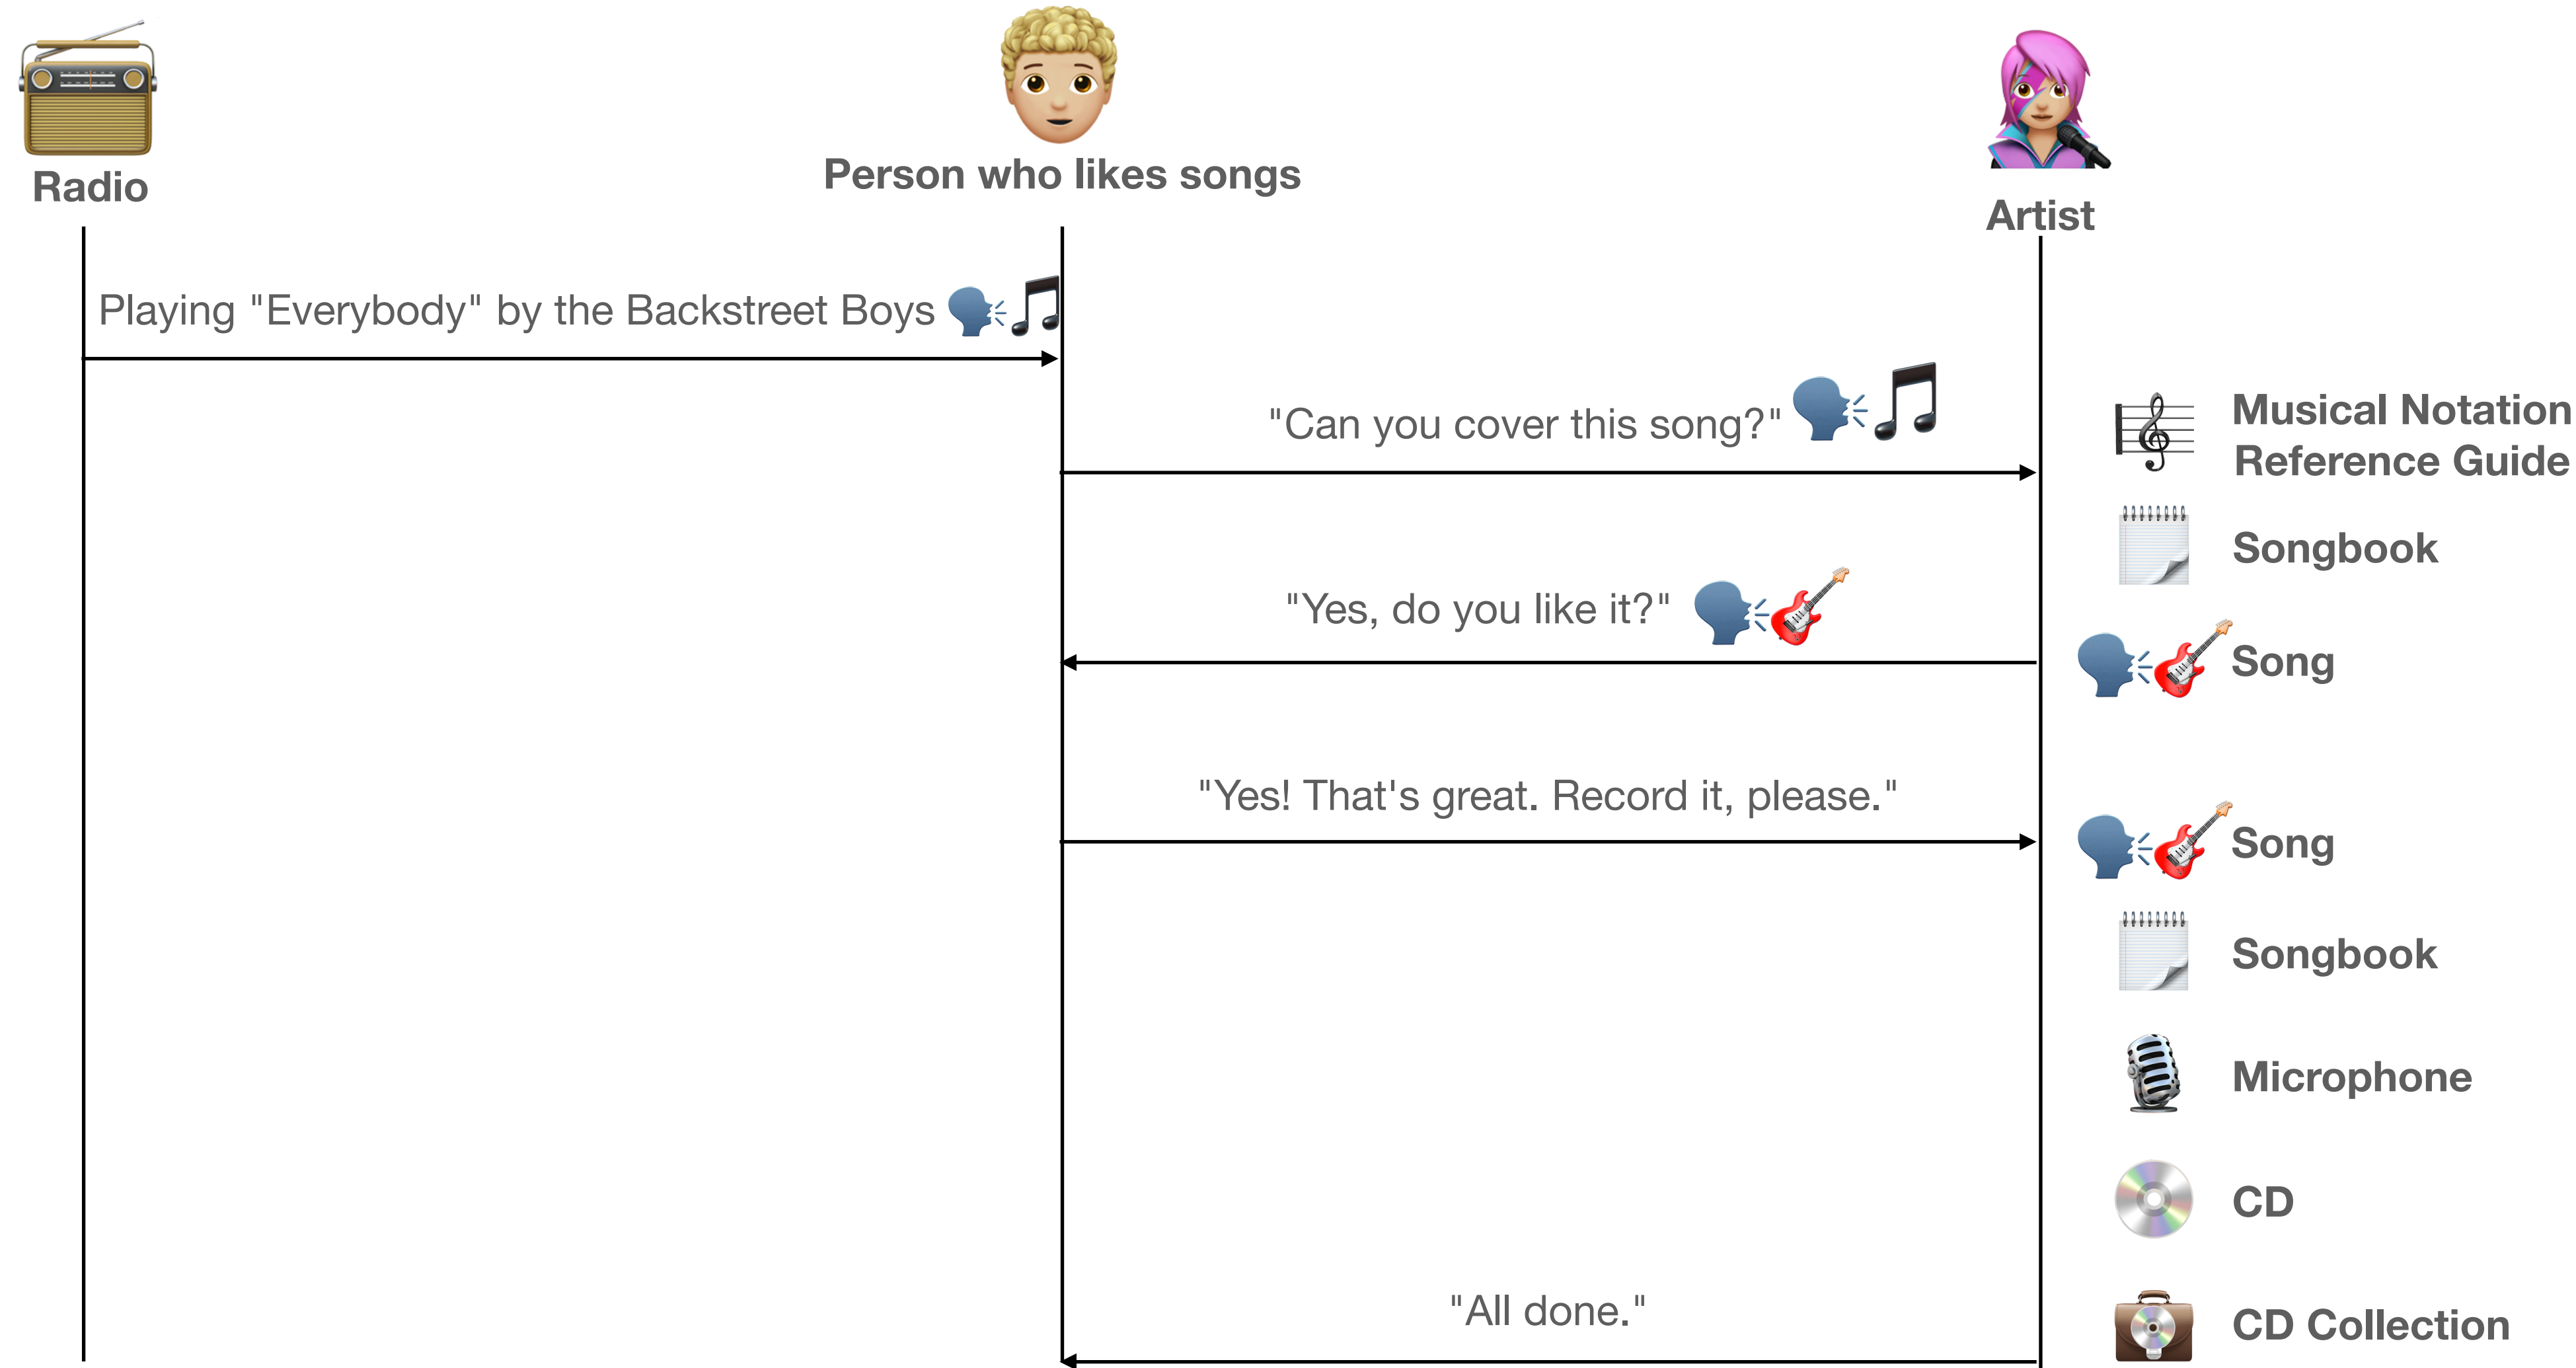 Radio
Person who likes songs
Artist
Playing "Everybody" by the Backstreet Boys
"Can you cover this song?"
Musical Notation
Reference Guide
Songbook
"Yes, do you like it?"
Song
"Yes! That's great. Record it, please."
Song
Songbook
Microphone
CD
"All done."
CD Collection